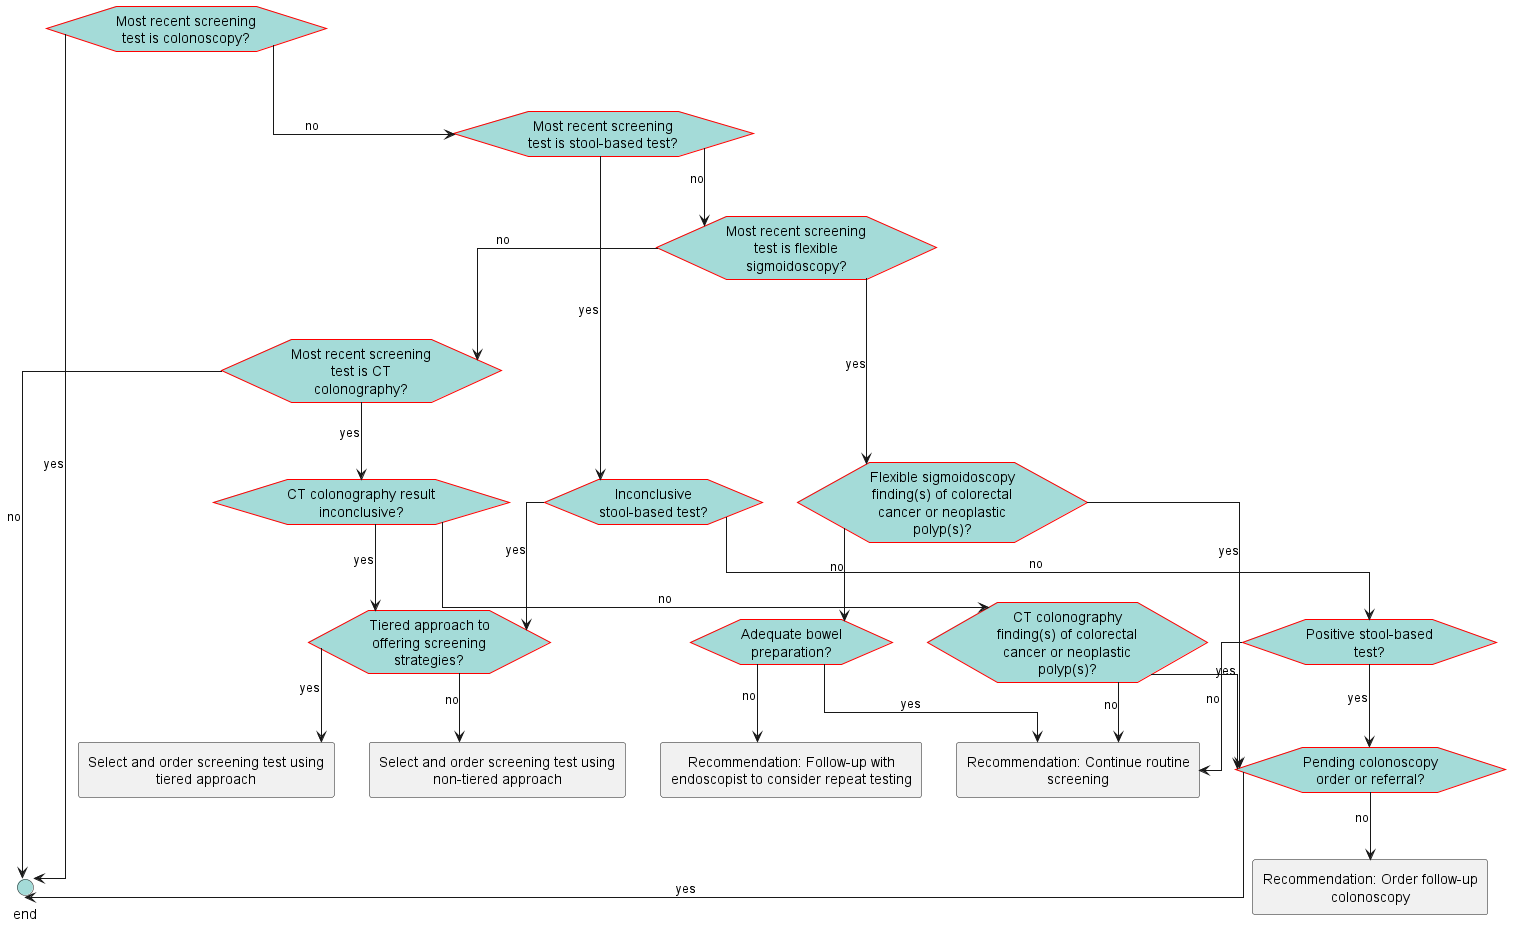 Most recent screening
test is colonoscopy?
no
Most recent screening
test is stool-based test?
no
Most recent screening
test is flexible
sigmoidoscopy?
no
yes
Most recent screening
test is CT
colonography?
yes
yes
yes
no
CT colonography result
inconclusive?
Inconclusive
stool-based test?
Flexible sigmoidoscopy
finding(s) of colorectal
cancer or neoplastic
polyp(s)?
yes
yes
no
no
yes
no
Tiered approach to
offering screening
strategies?
Adequate bowel
preparation?
CT colonography
finding(s) of colorectal
cancer or neoplastic
polyp(s)?
Positive stool-based
test?
yes
no
no
yes
no
yes
no
yes
Select and order screening test using
tiered approach
Select and order screening test using
non-tiered approach
Recommendation: Follow-up with
endoscopist to consider repeat testing
Recommendation: Continue routine
screening
Pending colonoscopy
order or referral?
no
yes
Recommendation: Order follow-up
colonoscopy
end